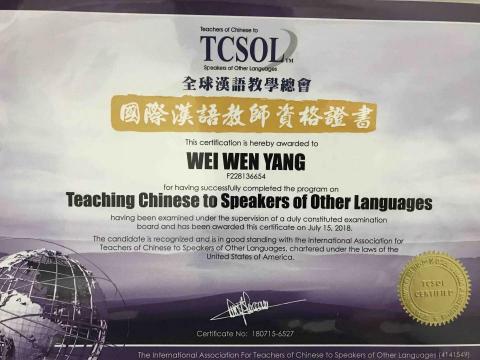 Teachers of Chinese to
TCSOL™
Speakers of Other Languages
全球漢語教學總會
國際漢語教師資格證書
This certification is hereby awarded to
WEI WEN YANG
F228136654
for having successfully completed the program on
Teaching Chinese to Speakers of Other Languages
having been examined under the supervision of a duly constituted examination
board and has been awarded this certificate on July 15, 2018.
The candidate is recognized and is in good standing with the International Association for
Teachers of Chinese to Speakers of Other Languages, chartered under the laws of the
United States of America.
TCSOL
CERTIFIED
Certificate No: 180715-6527
The International Association For Teachers of Chinese to Speakers of Other Languages (4141549)